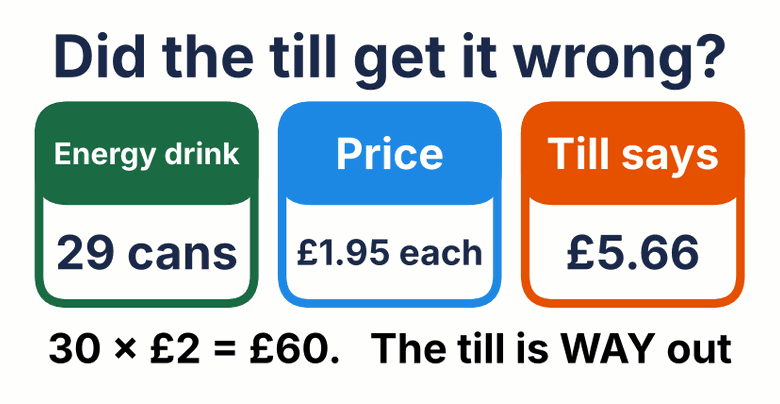 Did the till get it wrong?
Energy drink
29 cans
Price
£1.95 each
Till says
£5.66
30 × £2 = £60. The till is WAY out